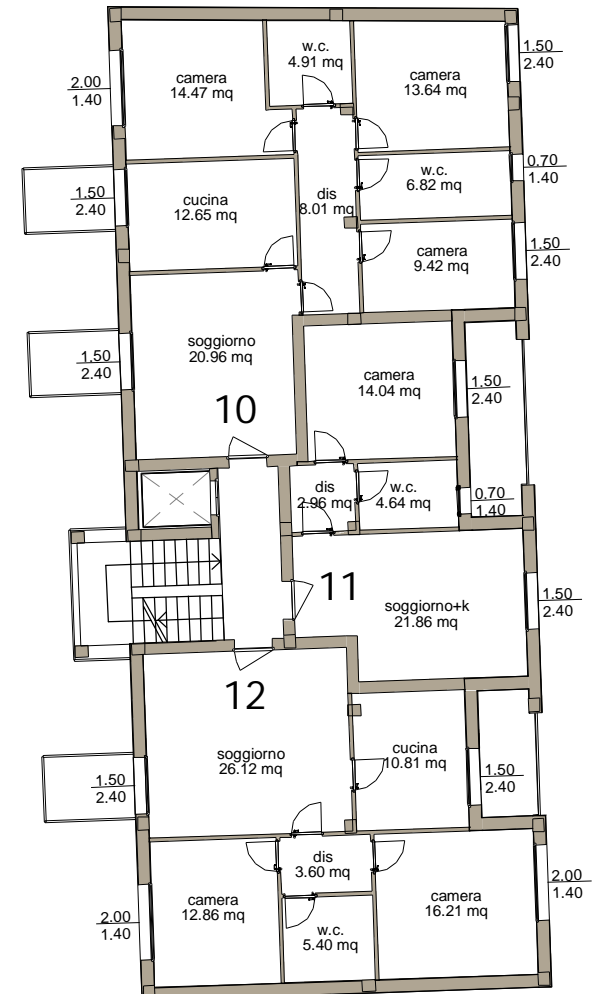 w.c.
4.91 mq
1.50
2.40
camera
14.47 mq
camera
13.64 mq
2.00
1.40
0.70
1.40
w.c.
6.82 mq
1.50
2.40
cucina
12.65 mq
dis
8.01 mq
1.50
2.40
camera
9.42 mq
soggiorno
20.96 mq
1.50
2.40
camera
14.04 mq
1.50
2.40
10
dis
2.96 mq
w.c.
4.64 mq
0.70
1.40
11
soggiorno+k
21.86 mq
1.50
2.40
12
soggiorno
26.12 mq
cucina
10.81 mq
1.50
2.40
1.50
2.40
dis
3.60 mq
2.00
1.40
camera
12.86 mq
camera
16.21 mq
2.00
1.40
w.c.
5.40 mq